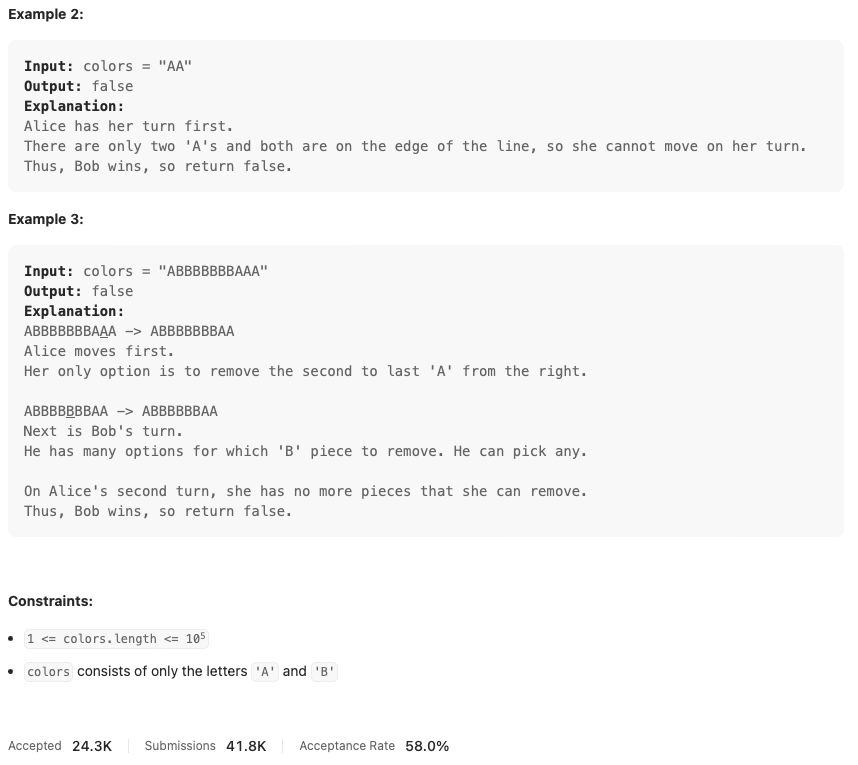 Example 2:
Input: colors = "AA"
Output: false
Explanation:
Alice has her turn first.
There are only two 'A's and both are on the edge of the line, so she cannot move on her turn.
Thus, Bob wins, so return false.
Example 3:
Input: colors = "ABBBBBBBAAA"
Output: false
Explanation:
ABBBBBBBAAA -> ABBBBBBBAA
Alice moves first.
Her only option is to remove the second to last 'A' from the right.
ABBBBBBBAA -> ABBBBBBAA
Next is Bob's turn.
He has many options for which 'B' piece to remove. He can pick any.
On Alice's second turn, she has no more pieces that she can remove.
Thus, Bob wins, so return false.
Constraints:
• 1 <= colors.length <= 10⁵
• colors consists of only the letters 'A' and 'B'
Accepted 24.3K Submissions 41.8K Acceptance Rate 58.0%